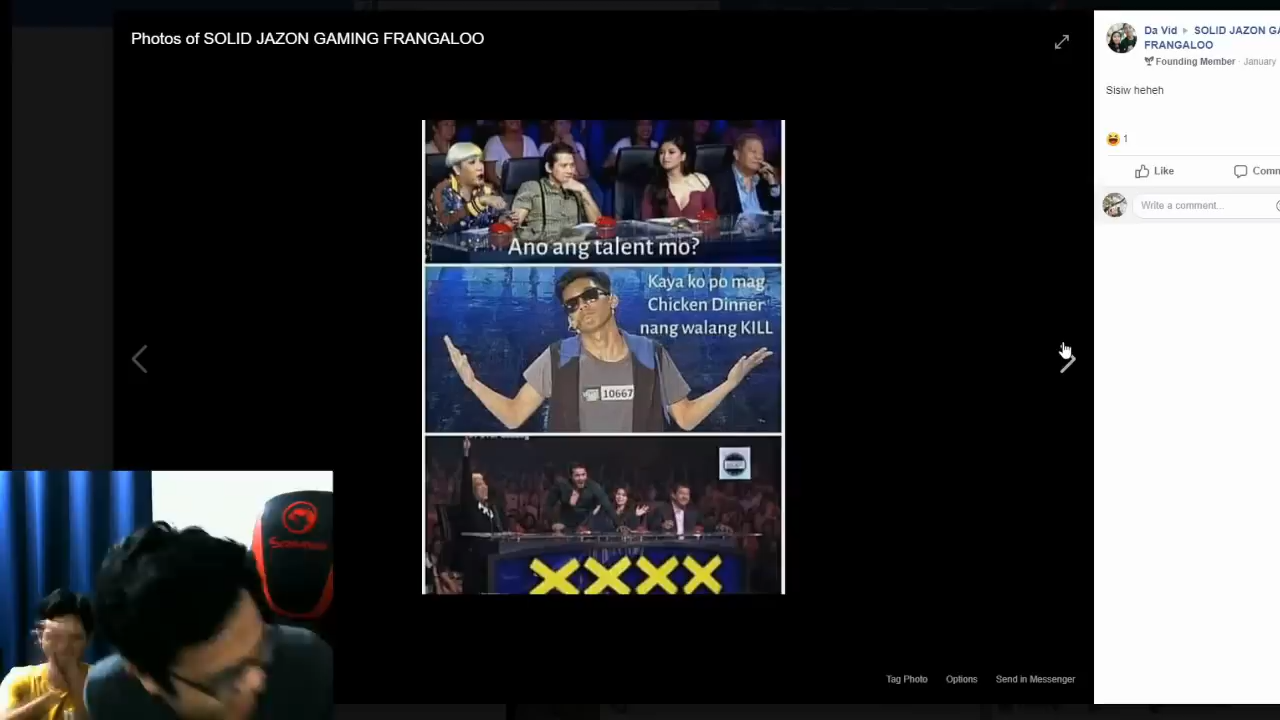 Photos of SOLID JAZON GAMING FRANGALOO
Da Vid ▶ SOLID JAZON GA
FRANGALOO
Founding Member · January
Sisiw heheh
1
Like
Comm
Write a comment...
Ano ang talent mo?
Kaya ko po mag
Chicken Dinner
nang walang KILL
10667
XXXX
Tag Photo
Options
Send in Messenger